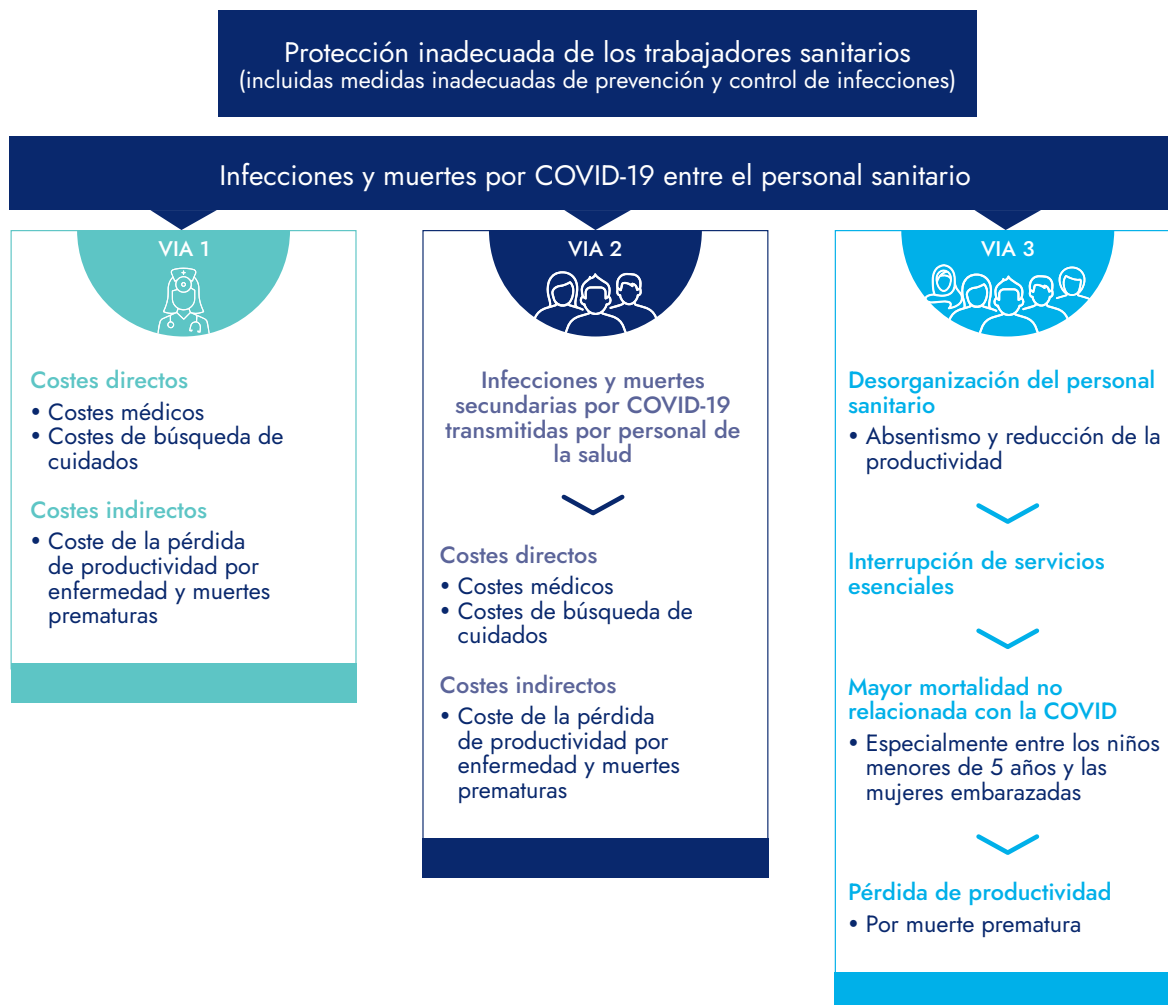 Protección inadecuada de los trabajadores sanitarios
(incluidas medidas inadecuadas de prevención y control de infecciones)
Infecciones y muertes por COVID-19 entre el personal sanitario
VIA 1
Costes directos
• Costes médicos
• Costes de búsqueda de
cuidados
Costes indirectos
• Coste de la pérdida
de productividad por
enfermedad y muertes
prematuras
VIA 2
Infecciones y muertes
secundarias por COVID-19
transmitidas por personal de
la salud
Costes directos
• Costes médicos
• Costes de búsqueda de
cuidados
Costes indirectos
• Coste de la pérdida
de productividad por
enfermedad y muertes
prematuras
VIA 3
Desorganización del personal
sanitario
• Absentismo y reducción de la
productividad
Interrupción de servicios
esenciales
Mayor mortalidad no
relacionada con la COVID
• Especialmente entre los niños
menores de 5 años y las
mujeres embarazadas
Pérdida de productividad
• Por muerte prematura